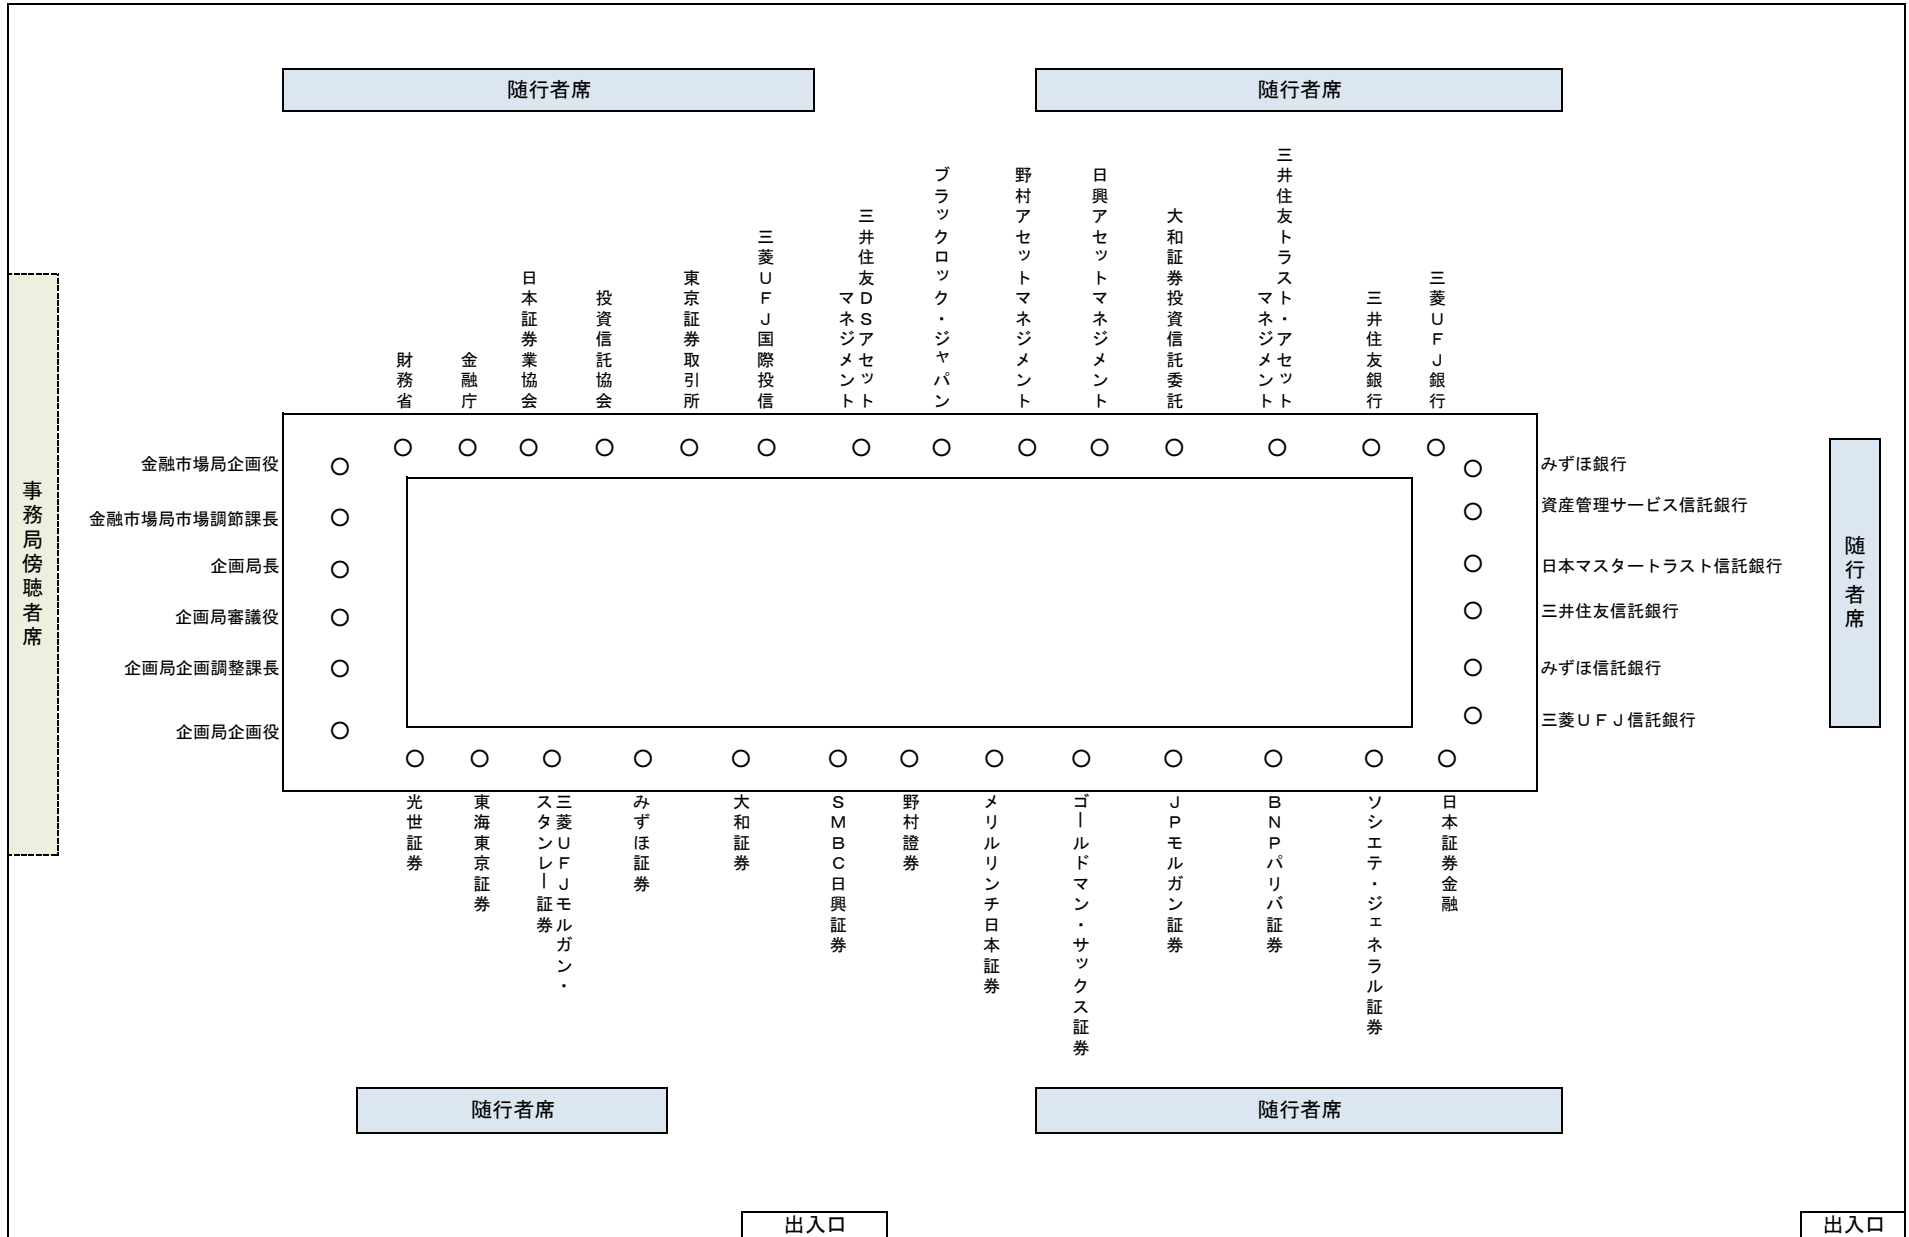 随行者席
随行者席
財務省
金融庁
日本証券業協会
投資信託協会
東京証券取引所
三菱ＵＦＪ国際投信
三井住友ＤＳアセット
マネジメント
ブラックロック・ジャパン
野村アセットマネジメント
日興アセットマネジメント
大和証券投資信託委託
三井住友トラスト・アセット
マネジメント
三井住友銀行
三菱ＵＦＪ銀行
事務局傍聴者席
金融市場局企画役
金融市場局市場調節課長
企画局長
企画局審議役
企画局企画調整課長
企画局企画役
みずほ銀行
資産管理サービス信託銀行
日本マスタートラスト信託銀行
三井住友信託銀行
みずほ信託銀行
三菱ＵＦＪ信託銀行
随行者席
光世証券
東海東京証券
三菱ＵＦＪモルガン・
スタンレー証券
みずほ証券
大和証券
ＳＭＢＣ日興証券
野村證券
メリルリンチ日本証券
ゴールドマン・サックス証券
ＪＰモルガン証券
ＢＮＰパリバ証券
ソシエテ・ジェネラル証券
日本証券金融
随行者席
随行者席
出入口
出入口